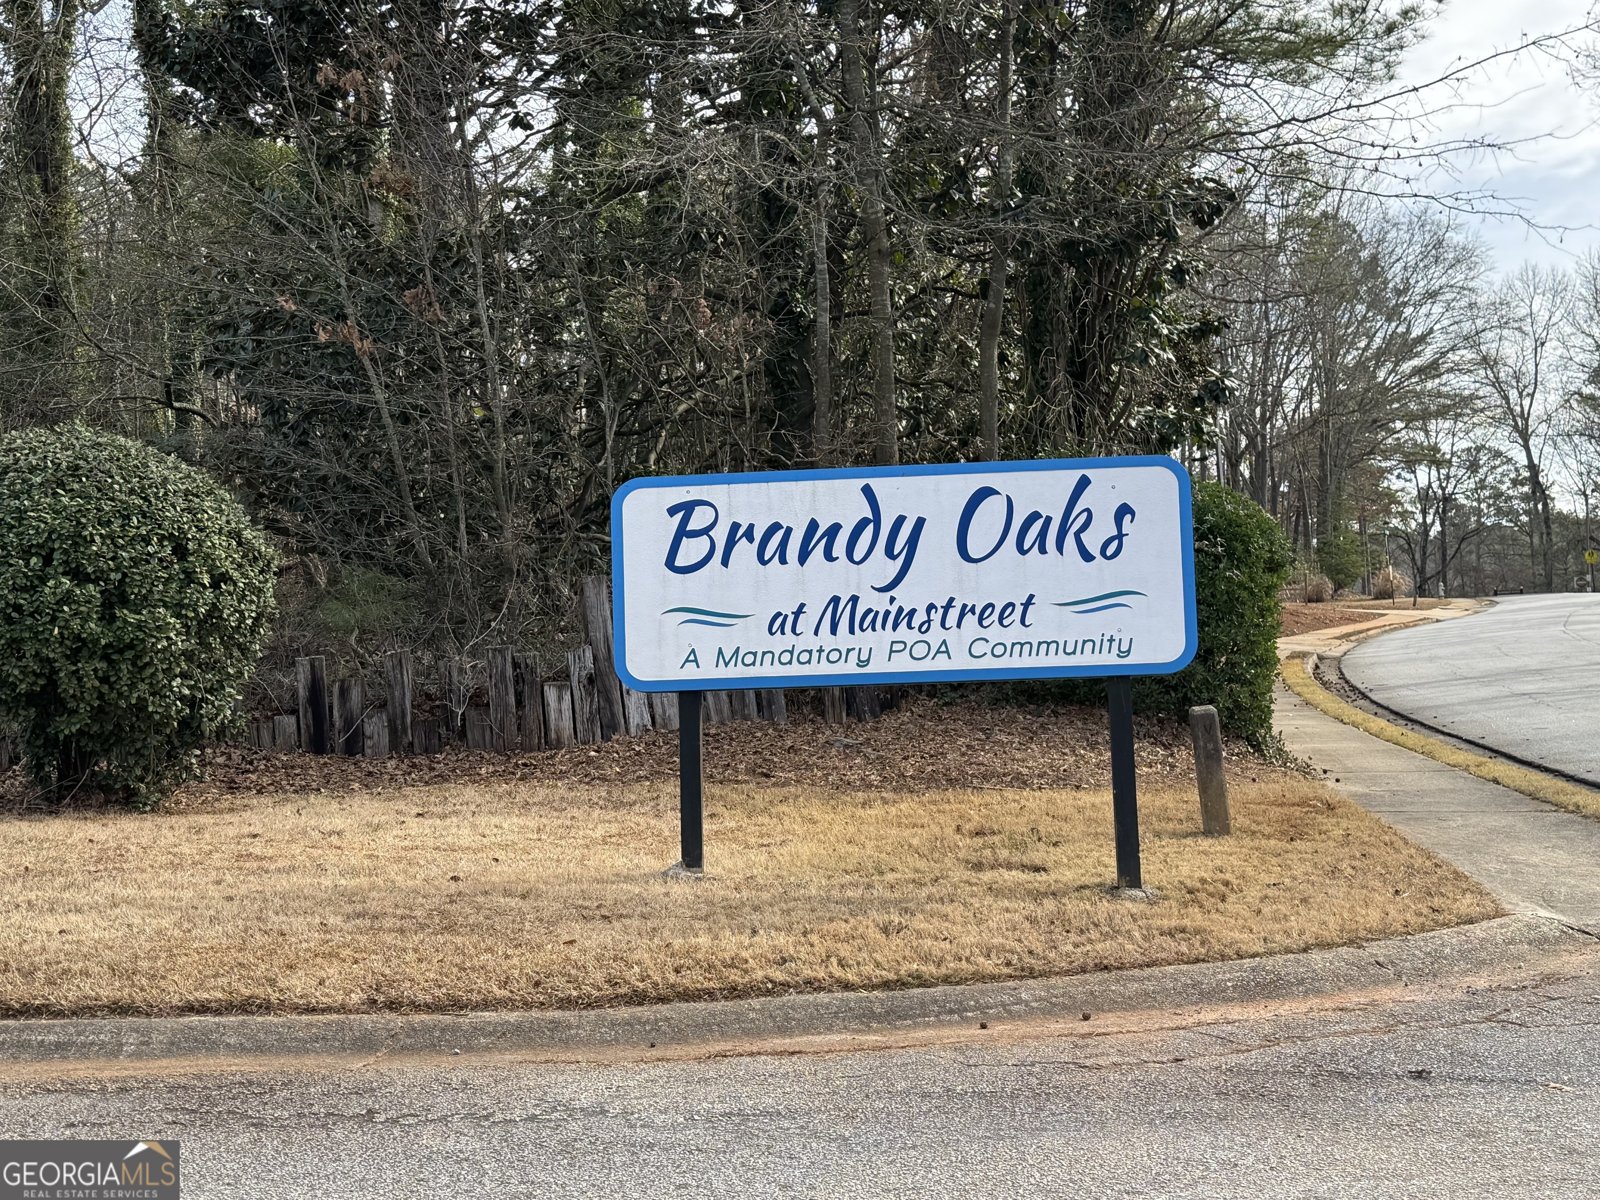 Brandy Oaks
at Mainstreet
A Mandatory POA Community
GEORGIAMLS
REAL ESTATE SERVICES